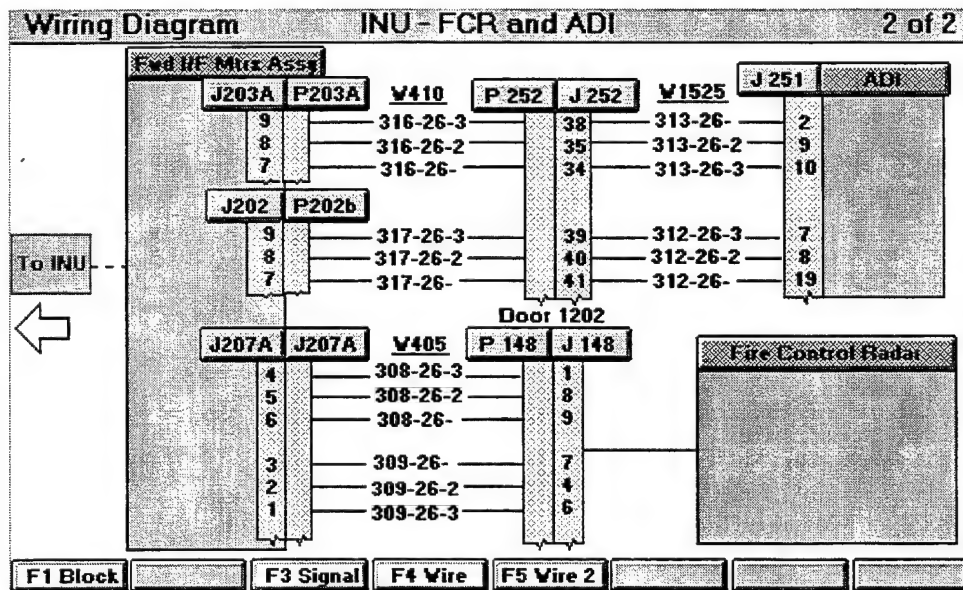 Wiring Diagram INU - FCR and ADI 2 of 2
Fwd I/F Mtrx Assy
J203A P203A W410 P 252 J 252 W1525 J 251 ADI
9 316-26-3 38 313-26- 2
8 316-26-2 35 313-26-2 9
7 316-26- 34 313-26-3 10
J202 P202b
9 317-26-3 39 312-26-3 7
To INU 8 317-26-2 40 312-26-2 8
7 317-26- 41 312-26- 19
Door 1202
J207A J207A W405 P 148 J 148 Fire Control Radar
4 308-26-3 1
5 308-26-2 8
6 308-26- 9
3 309-26- 7
2 309-26-2 4
1 309-26-3 6
F1 Block F3 Signal F4 Wire F5 Wire 2